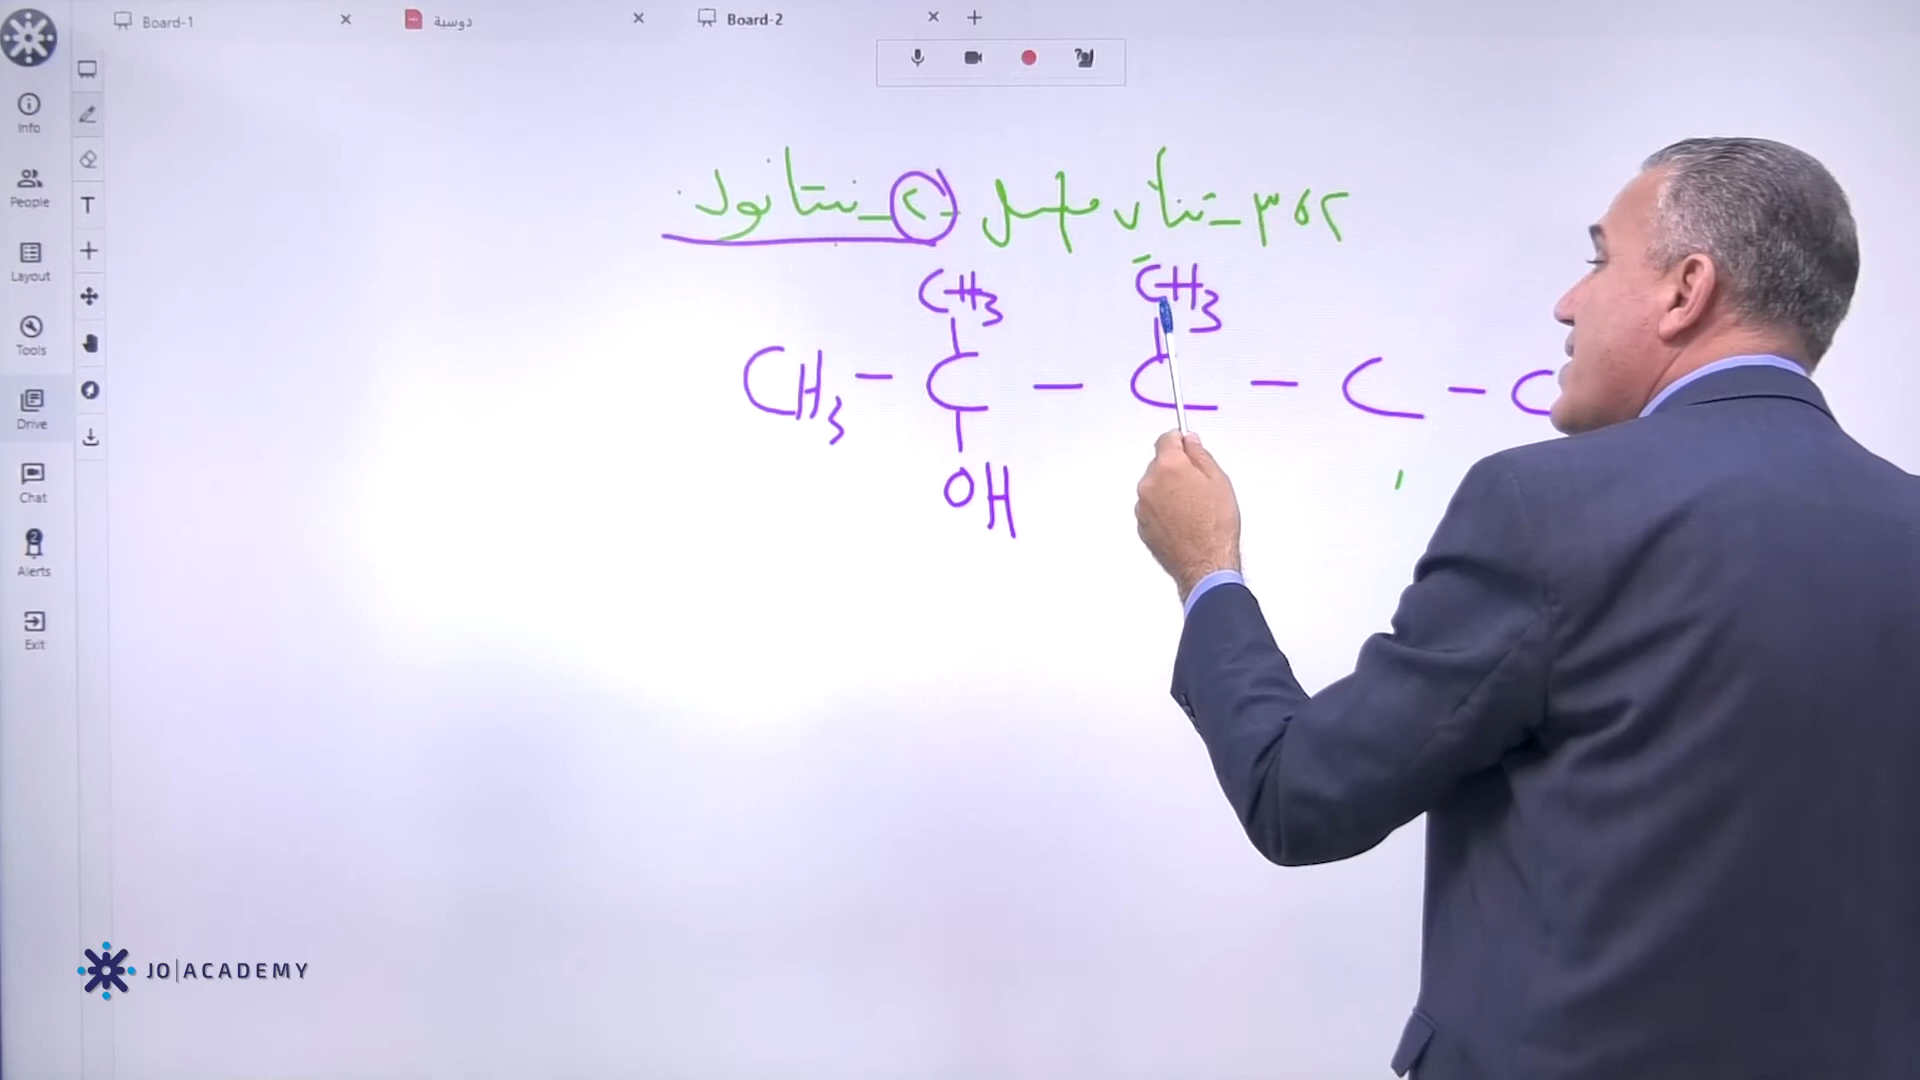 Board-1
دوسية
Board-2
Info
People
Layout
Tools
Drive
Chat
2
Alerts
Exit
T
٣،٢ – ثنائي ميثيل – ٢ – بنتانول
CH3 CH3
CH3 – C – C – C – C
OH
JO|ACADEMY